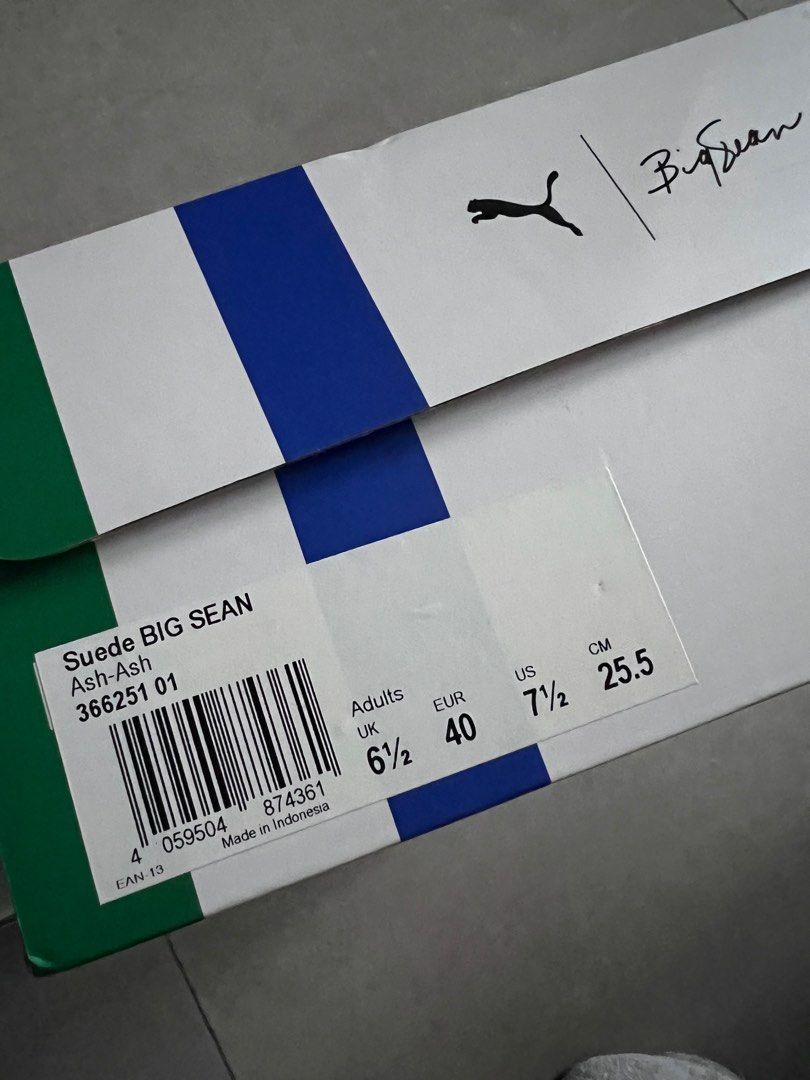 Big Sean
Suede BIG SEAN
Ash-Ash
366251 01
Adults
UK EUR US CM
6½ 40 7½ 25.5
4 059504 874361
EAN-13 Made in Indonesia